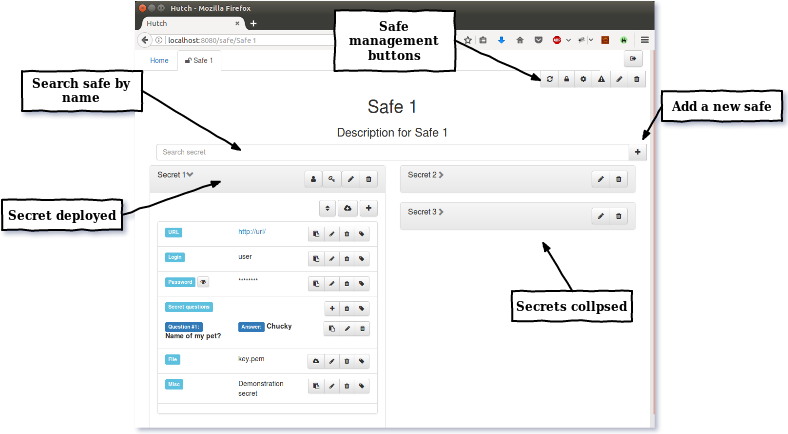 Hutch - Mozilla Firefox
Hutch
localhost:8080/safe/Safe 1
Home
Safe 1
Safe
management
buttons
Search safe by
name
Add a new safe
Safe 1
Description for Safe 1
Search secret
Secret 1
Secret 2
Secret 3
Secret deployed
URL
http://url/
Login
user
Password
********
Secret questions
Question #1:
Name of my pet?
Answer: Chucky
File
key.pem
Misc
Demonstration
secret
Secrets collpsed